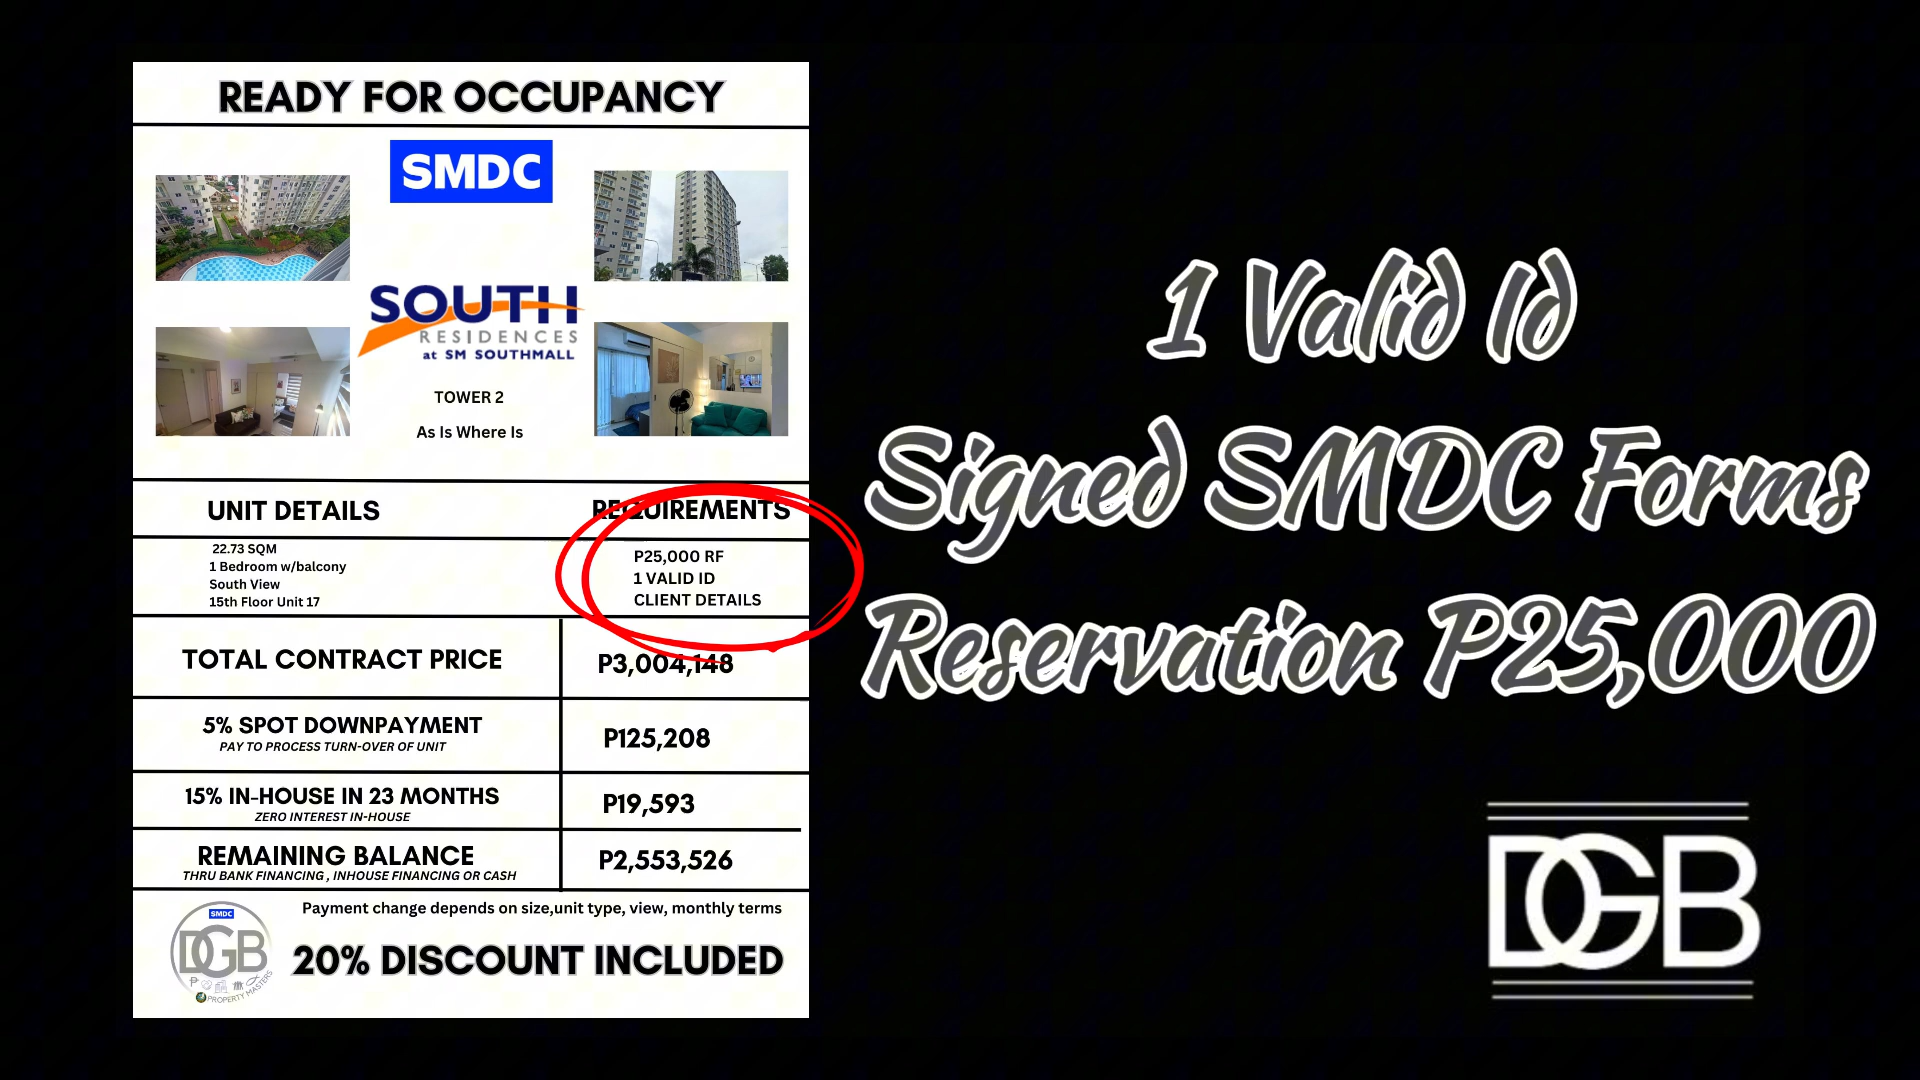 READY FOR OCCUPANCY
SMDC
SOUTH
RESIDENCES
at SM SOUTHMALL
TOWER 2
As Is Where Is
UNIT DETAILS
REQUIREMENTS
22.73 SQM
1 Bedroom w/balcony
South View
15th Floor Unit 17
P25,000 RF
1 VALID ID
CLIENT DETAILS
TOTAL CONTRACT PRICE
P3,004,148
5% SPOT DOWNPAYMENT
PAY TO PROCESS TURN-OVER OF UNIT
P125,208
15% IN-HOUSE IN 23 MONTHS
ZERO INTEREST IN-HOUSE
P19,593
REMAINING BALANCE
THRU BANK FINANCING , INHOUSE FINANCING OR CASH
P2,553,526
Payment change depends on size,unit type, view, monthly terms
20% DISCOUNT INCLUDED
SMDC
DGB
PROPERTY MASTERS
1 Valid Id
Signed SMDC Forms
Reservation P25,000
DGB